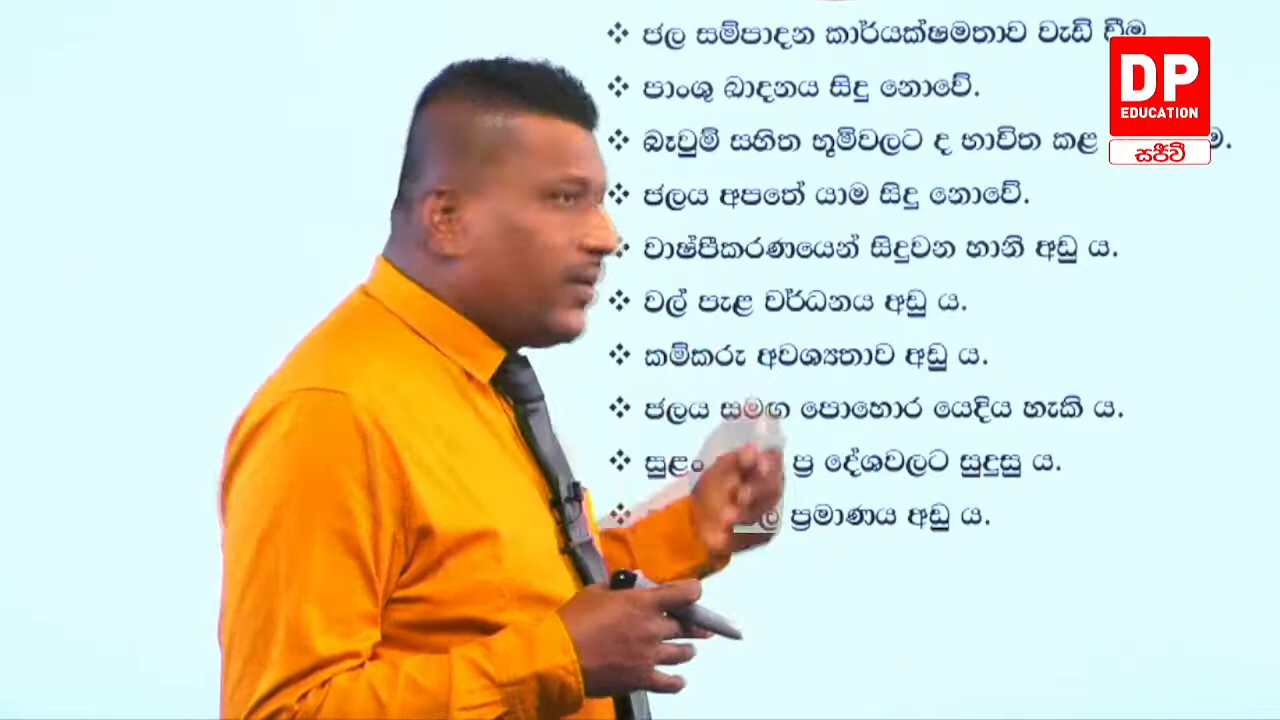 ❖ ජල සම්පාදන කාර්යක්ෂමතාව වැඩි වීම
❖ පාංශු ඛාදනය සිදු නොවේ.
❖ බෑවුම් සහිත භූමිවලට ද භාවිත කළ
❖ ජලය අපතේ යාම සිදු නොවේ.
❖ වාෂ්පීකරණයෙන් සිදුවන හානි අඩු ය.
❖ වල් පැළ වර්ධනය අඩු ය.
❖ කම්කරු අවශ්‍යතාව අඩු ය.
❖ ජලය සමඟ පොහොර යෙදිය හැකි ය.
❖ සුළං ප්‍ර දේශවලට සුදුසු ය.
❖ ප්‍රමාණය අඩු ය.
DP
EDUCATION
සජීවී